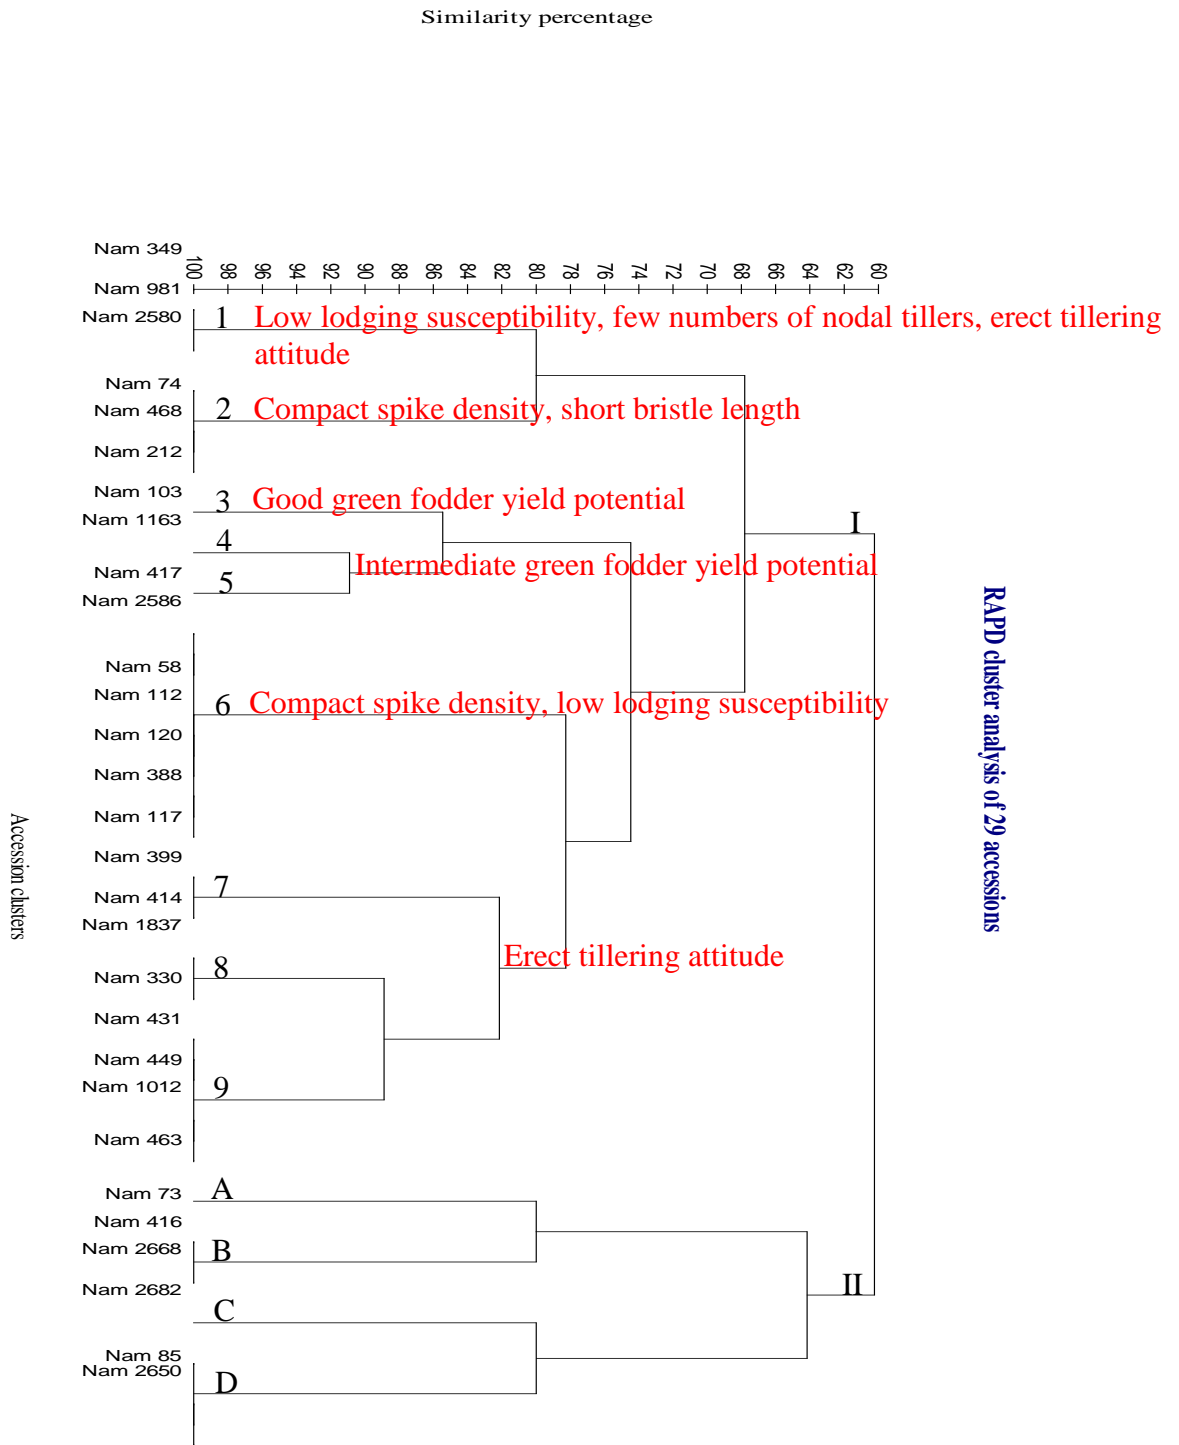 Similarity percentage
Nam 349
100 98 96 94 92 90 88 86 84 82 80 78 76 74 72 70 68 66 64 62 60
Nam 981
Nam 2580
1 Low lodging susceptibility, few numbers of nodal tillers, erect tillering
attitude
Nam 74
Nam 468
2 Compact spike density, short bristle length
Nam 212
Nam 103
3 Good green fodder yield potential
Nam 1163
I
4
Intermediate green fodder yield potential
Nam 417
5
Nam 2586
RAPD cluster analysis of 29 accessions
Nam 58
Nam 112
6 Compact spike density, low lodging susceptibility
Nam 120
Nam 388
Nam 117
Accession clusters
Nam 399
7
Nam 414
Nam 1837
Erect tillering attitude
8
Nam 330
Nam 431
Nam 449
Nam 1012
9
Nam 463
Nam 73
A
Nam 416
Nam 2668
B
Nam 2682
II
C
Nam 85
Nam 2650
D